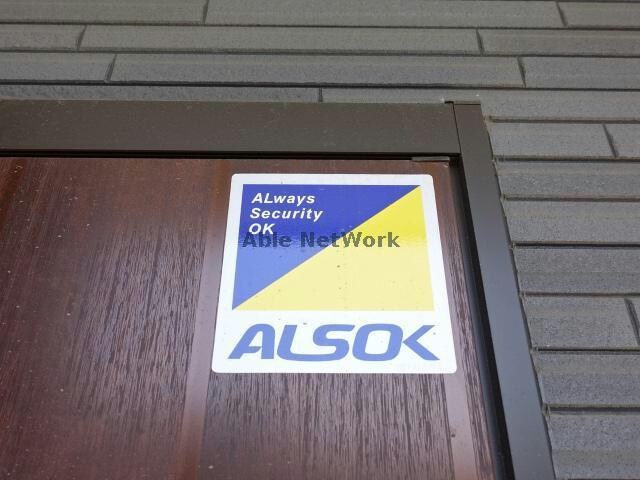 ALways
Security
OK
Able NetWork
ALSOK